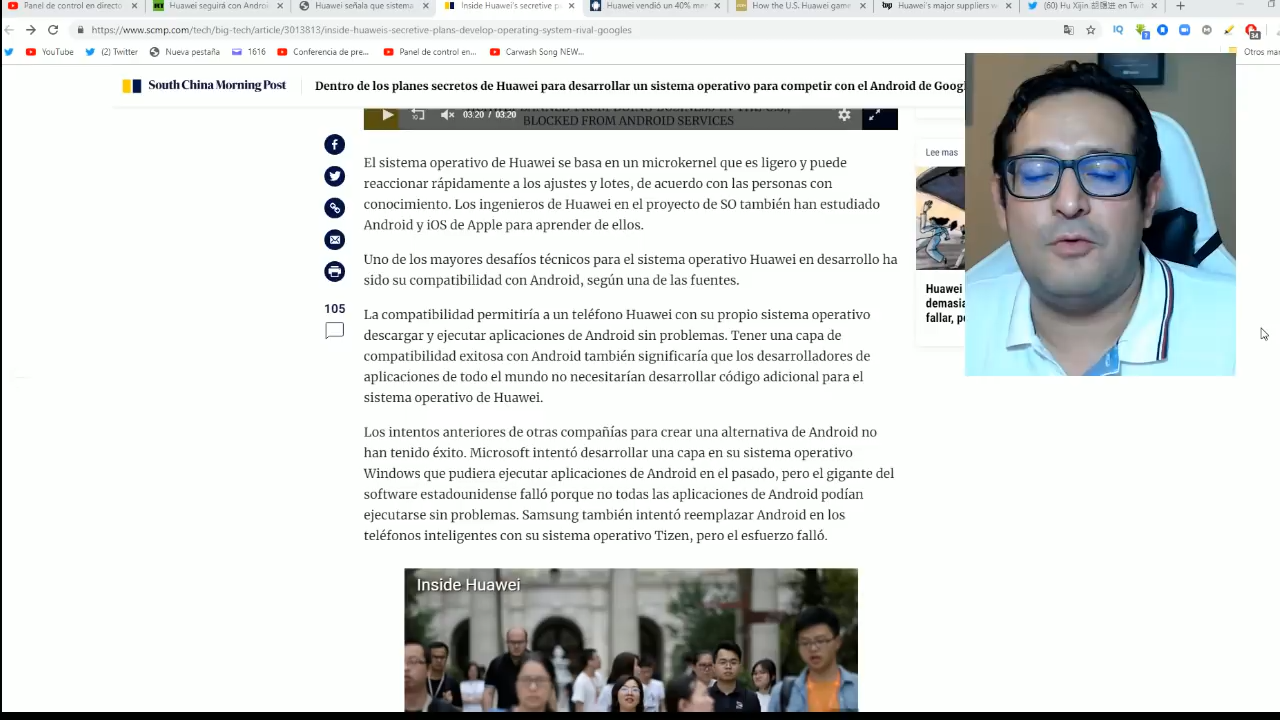 Panel de control de directo
Huawei seguirá con Androi
Huawei señala que sistema
Inside Huawei's secretive p
Huawei vendió un 40% me
How the U.S. Huawei game
Huawei's major suppliers w
(60) Hu Xijin 胡锡进 en Twit
https://www.scmp.com/tech/big-tech/article/3013813/inside-huaweis-secretive-plans-develop-operating-system-rival-googles
YouTube
(2) Twitter
Nueva pestaña
1616
Conferencia de pre...
Panel de control en...
Carwash Song NEW...
Otros mar
South China Morning Post
Dentro de los planes secretos de Huawei para desarrollar un sistema operativo para competir con el Android de Goog
03:20 / 03:20
BLOCKED FROM ANDROID SERVICES
El sistema operativo de Huawei se basa en un microkernel que es ligero y puede
reaccionar rápidamente a los ajustes y lotes, de acuerdo con las personas con
conocimiento. Los ingenieros de Huawei en el proyecto de SO también han estudiado
Android y iOS de Apple para aprender de ellos.
Uno de los mayores desafíos técnicos para el sistema operativo Huawei en desarrollo ha
sido su compatibilidad con Android, según una de las fuentes.
105
La compatibilidad permitiría a un teléfono Huawei con su propio sistema operativo
descargar y ejecutar aplicaciones de Android sin problemas. Tener una capa de
compatibilidad exitosa con Android también significaría que los desarrolladores de
aplicaciones de todo el mundo no necesitarían desarrollar código adicional para el
sistema operativo de Huawei.
Los intentos anteriores de otras compañías para crear una alternativa de Android no
han tenido éxito. Microsoft intentó desarrollar una capa en su sistema operativo
Windows que pudiera ejecutar aplicaciones de Android en el pasado, pero el gigante del
software estadounidense falló porque no todas las aplicaciones de Android podían
ejecutarse sin problemas. Samsung también intentó reemplazar Android en los
teléfonos inteligentes con su sistema operativo Tizen, pero el esfuerzo falló.
Inside Huawei
Lee mas
Huawei
demasia
fallar, p